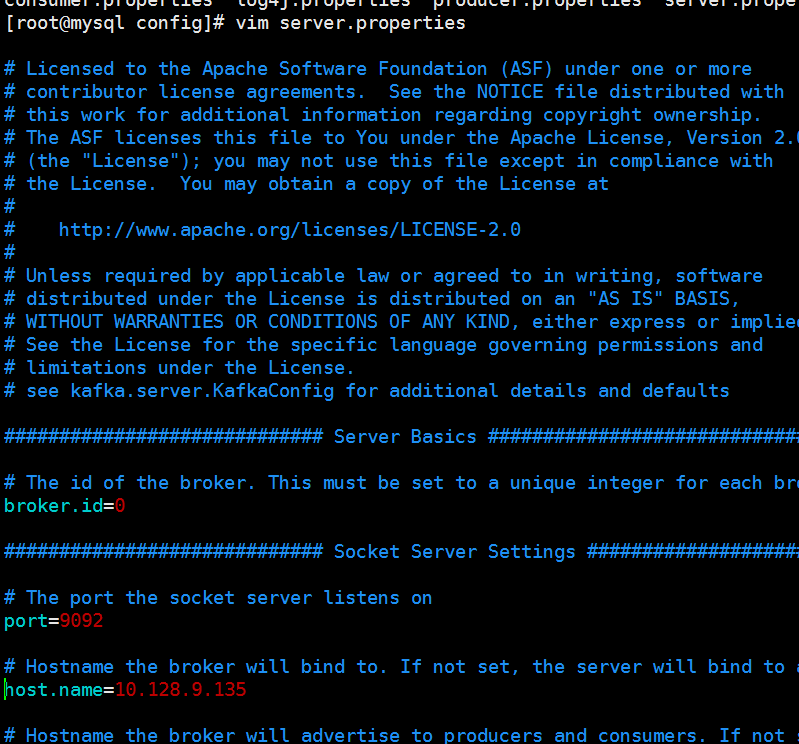 consumer.properties  log4j.properties  producer.properties  server.prope
[root@mysql config]# vim server.properties
# Licensed to the Apache Software Foundation (ASF) under one or more
# contributor license agreements.  See the NOTICE file distributed with
# this work for additional information regarding copyright ownership.
# The ASF licenses this file to You under the Apache License, Version 2.0
# (the "License"); you may not use this file except in compliance with
# the License.  You may obtain a copy of the License at
#
#    http://www.apache.org/licenses/LICENSE-2.0
#
# Unless required by applicable law or agreed to in writing, software
# distributed under the License is distributed on an "AS IS" BASIS,
# WITHOUT WARRANTIES OR CONDITIONS OF ANY KIND, either express or implied
# See the License for the specific language governing permissions and
# limitations under the License.
# see kafka.server.KafkaConfig for additional details and defaults
############################# Server Basics #############################
# The id of the broker. This must be set to a unique integer for each bro
broker.id=0
############################# Socket Server Settings ####################
# The port the socket server listens on
port=9092
# Hostname the broker will bind to. If not set, the server will bind to a
host.name=10.128.9.135
# Hostname the broker will advertise to producers and consumers. If not s